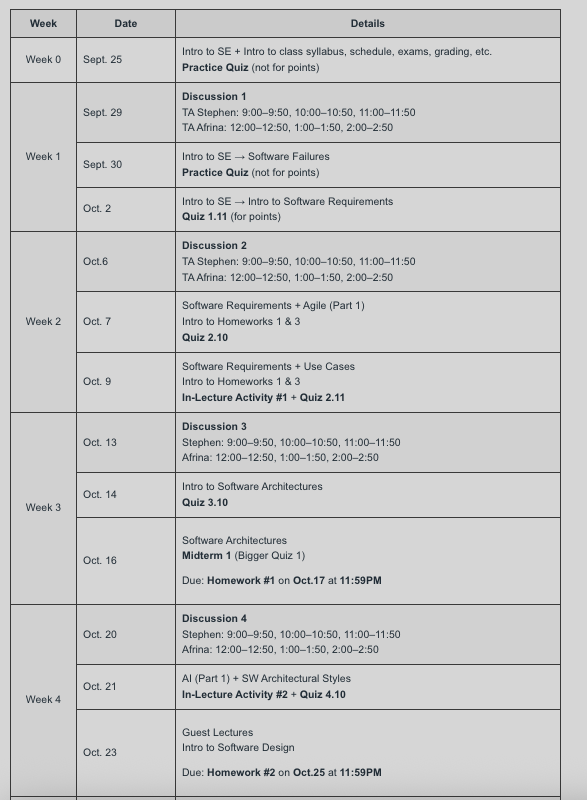 Week Date Details
Week 0 Sept. 25 Intro to SE + Intro to class syllabus, schedule, exams, grading, etc.
Practice Quiz (not for points)
Week 1 Sept. 29 Discussion 1
TA Stephen: 9:00–9:50, 10:00–10:50, 11:00–11:50
TA Afrina: 12:00–12:50, 1:00–1:50, 2:00–2:50
Sept. 30 Intro to SE → Software Failures
Practice Quiz (not for points)
Oct. 2 Intro to SE → Intro to Software Requirements
Quiz 1.11 (for points)
Week 2 Oct.6 Discussion 2
TA Stephen: 9:00–9:50, 10:00–10:50, 11:00–11:50
TA Afrina: 12:00–12:50, 1:00–1:50, 2:00–2:50
Oct. 7 Software Requirements + Agile (Part 1)
Intro to Homeworks 1 & 3
Quiz 2.10
Oct. 9 Software Requirements + Use Cases
Intro to Homeworks 1 & 3
In-Lecture Activity #1 + Quiz 2.11
Week 3 Oct. 13 Discussion 3
Stephen: 9:00–9:50, 10:00–10:50, 11:00–11:50
Afrina: 12:00–12:50, 1:00–1:50, 2:00–2:50
Oct. 14 Intro to Software Architectures
Quiz 3.10
Oct. 16 Software Architectures
Midterm 1 (Bigger Quiz 1)
Due: Homework #1 on Oct.17 at 11:59PM
Week 4 Oct. 20 Discussion 4
Stephen: 9:00–9:50, 10:00–10:50, 11:00–11:50
Afrina: 12:00–12:50, 1:00–1:50, 2:00–2:50
Oct. 21 AI (Part 1) + SW Architectural Styles
In-Lecture Activity #2 + Quiz 4.10
Oct. 23 Guest Lectures
Intro to Software Design
Due: Homework #2 on Oct.25 at 11:59PM